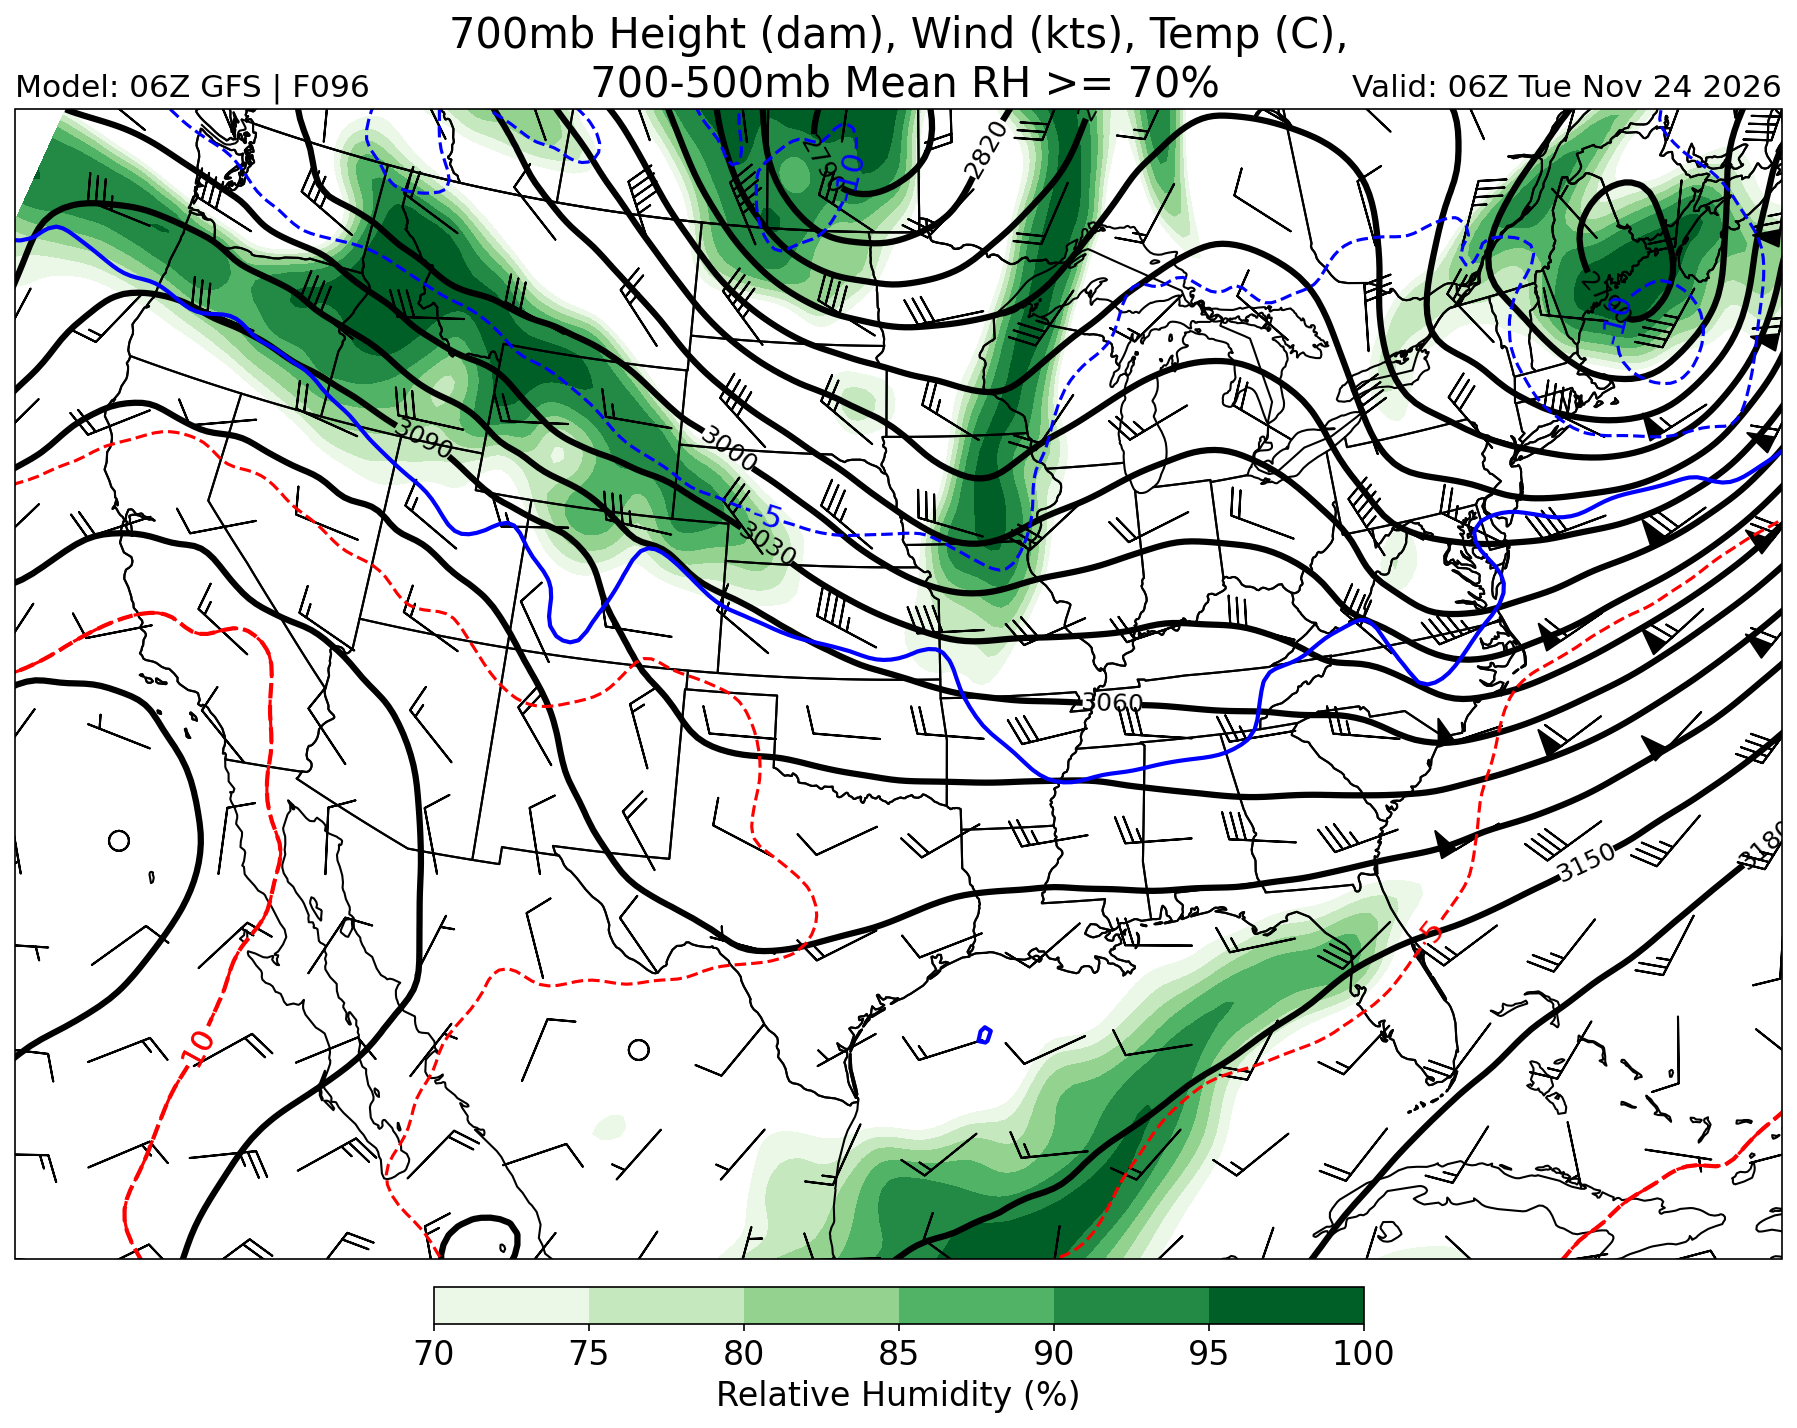 700mb Height (dam), Wind (kts), Temp (C),
700-500mb Mean RH >= 70%
Model: 06Z GFS | F096
Valid: 06Z Tue Nov 24 2026
2820
-10
-10
3090
3000
-5
3030
3060
3150
3180
5
10
70 75 80 85 90 95 100
Relative Humidity (%)